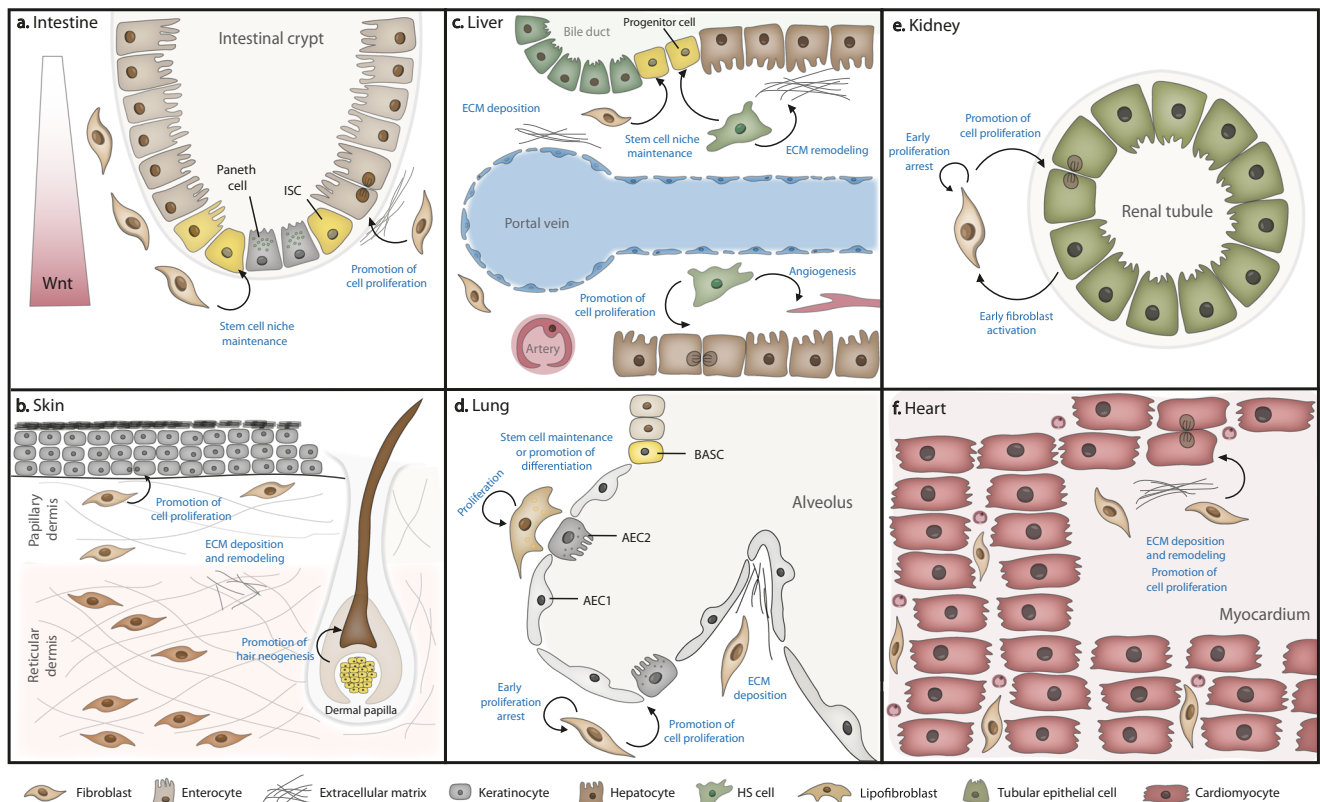 a. Intestine
Intestinal crypt
Wnt
Paneth
cell
ISC
Promotion of
cell proliferation
Stem cell niche
maintenance
b. Skin
Papillary
dermis
Promotion of
cell proliferation
ECM deposition
and remodeling
Reticular
dermis
Promotion of
hair neogenesis
Dermal papilla
c. Liver
Bile duct
Progenitor cell
ECM deposition
Stem cell niche
maintenance
ECM remodeling
Portal vein
Angiogenesis
Promotion of
cell proliferation
Artery
d. Lung
Stem cell maintenance
or promotion of
differentiation
BASC
Proliferation
Alveolus
AEC2
AEC1
Early
proliferation
arrest
ECM
deposition
Promotion of
cell proliferation
e. Kidney
Early
proliferation
arrest
Promotion of
cell proliferation
Renal tubule
Early fibroblast
activation
f. Heart
ECM deposition
and remodeling
Promotion of
cell proliferation
Myocardium
Fibroblast
Enterocyte
Extracellular matrix
Keratinocyte
Hepatocyte
HS cell
Lipofibroblast
Tubular epithelial cell
Cardiomyocyte